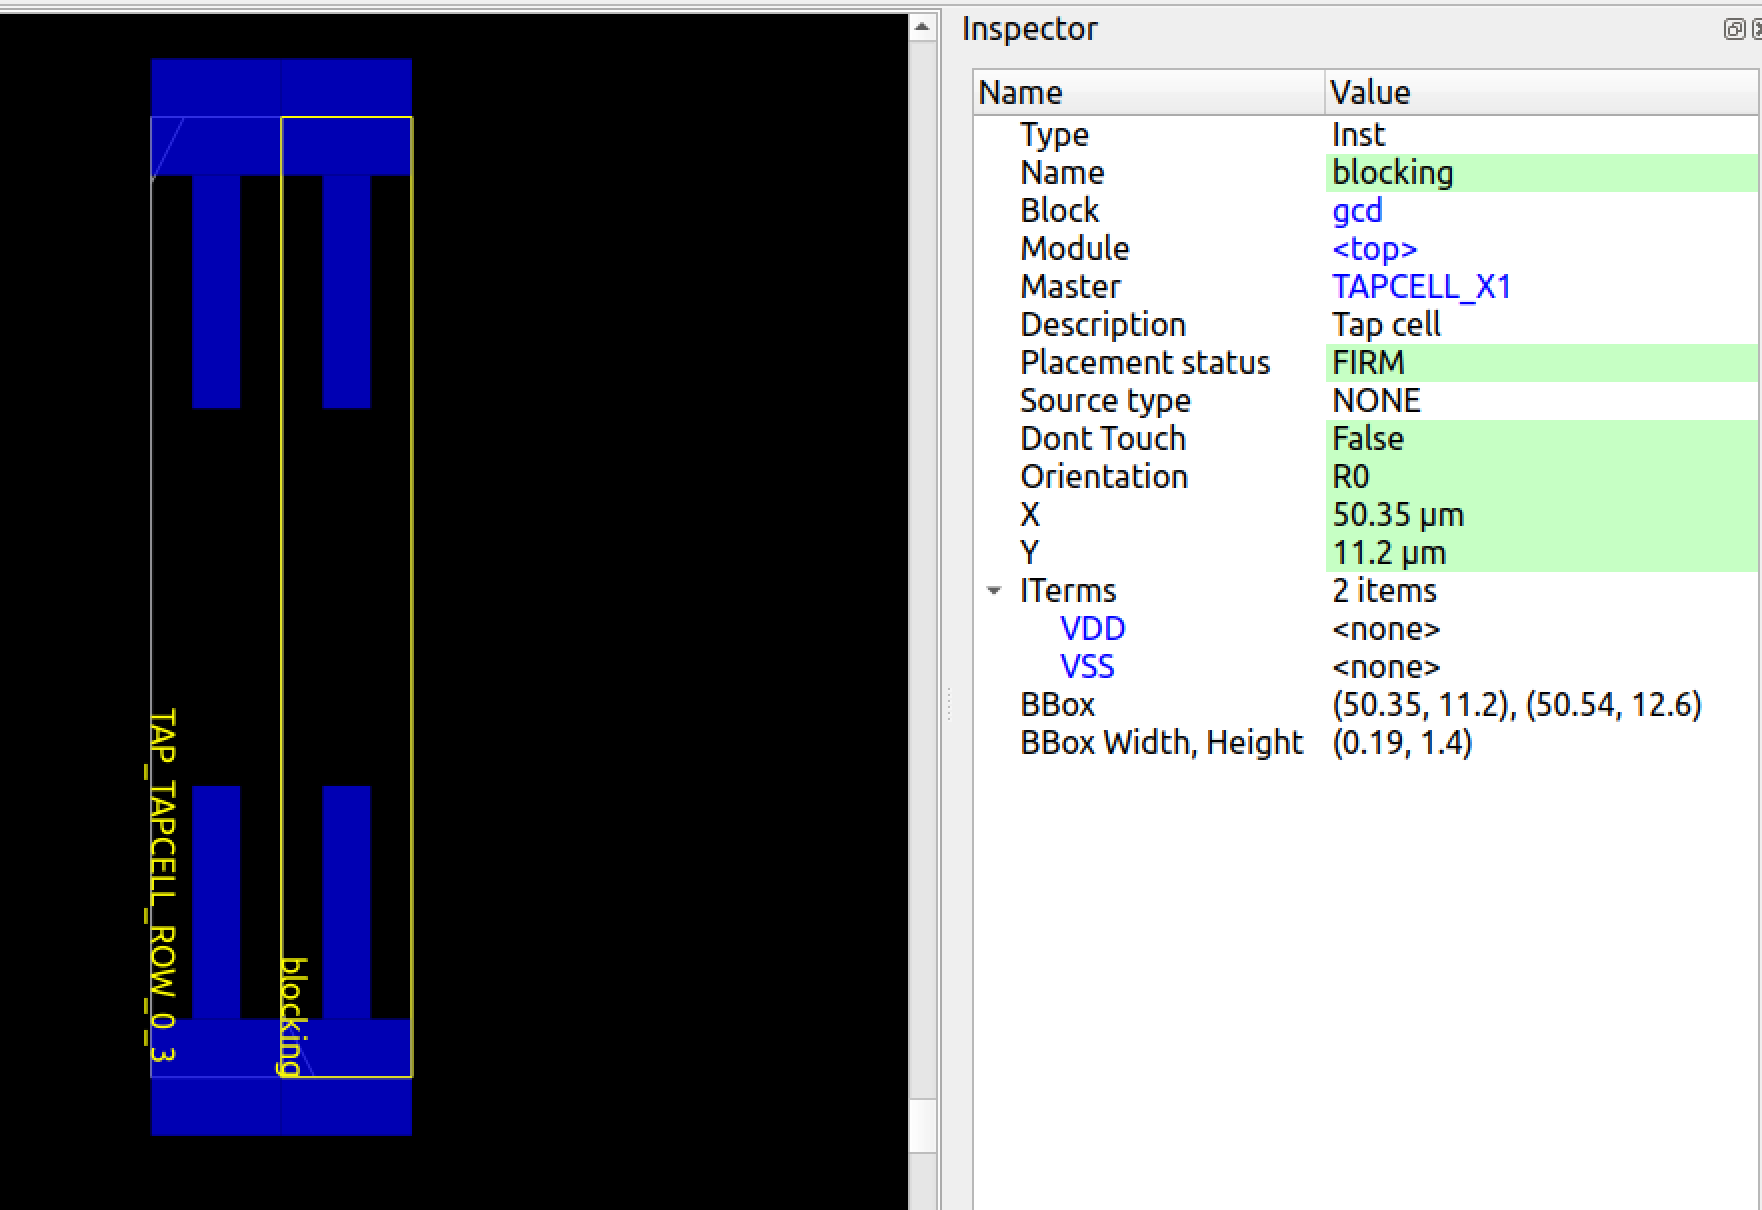 TAP_TAPCELL_ROW_0_3
blocking
Inspector
Name Value
Type Inst
Name blocking
Block gcd
Module <top>
Master TAPCELL_X1
Description Tap cell
Placement status FIRM
Source type NONE
Dont Touch False
Orientation R0
X 50.35 µm
Y 11.2 µm
ITerms 2 items
VDD <none>
VSS <none>
BBox (50.35, 11.2), (50.54, 12.6)
BBox Width, Height (0.19, 1.4)